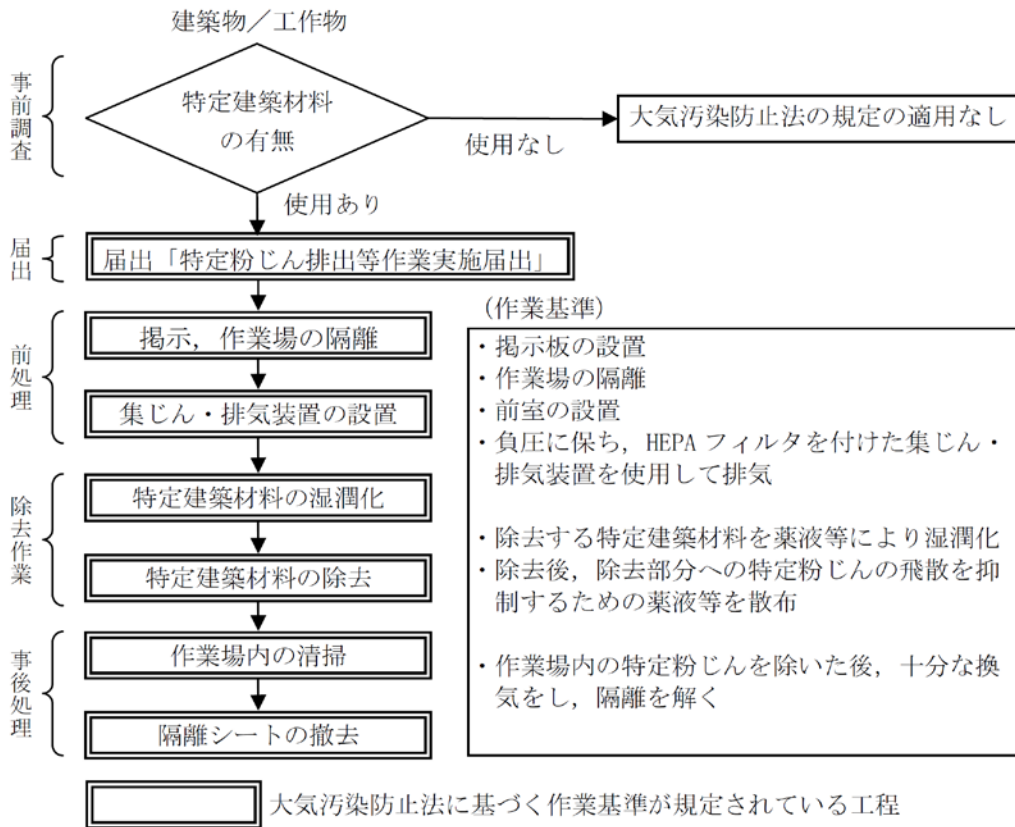 建築物／工作物
事前調査
特定建築材料
の有無
使用なし
大気汚染防止法の規定の適用なし
使用あり
届出
届出「特定粉じん排出等作業実施届出」
前処理
掲示，作業場の隔離
集じん・排気装置の設置
除去作業
特定建築材料の湿潤化
特定建築材料の除去
事後処理
作業場内の清掃
隔離シートの撤去
（作業基準）
・掲示板の設置
・作業場の隔離
・前室の設置
・負圧に保ち，HEPA フィルタを付けた集じん・
排気装置を使用して排気
・除去する特定建築材料を薬液等により湿潤化
・除去後，除去部分への特定粉じんの飛散を抑
制するための薬液等を散布
・作業場内の特定粉じんを除いた後，十分な換
気をし，隔離を解く
大気汚染防止法に基づく作業基準が規定されている工程